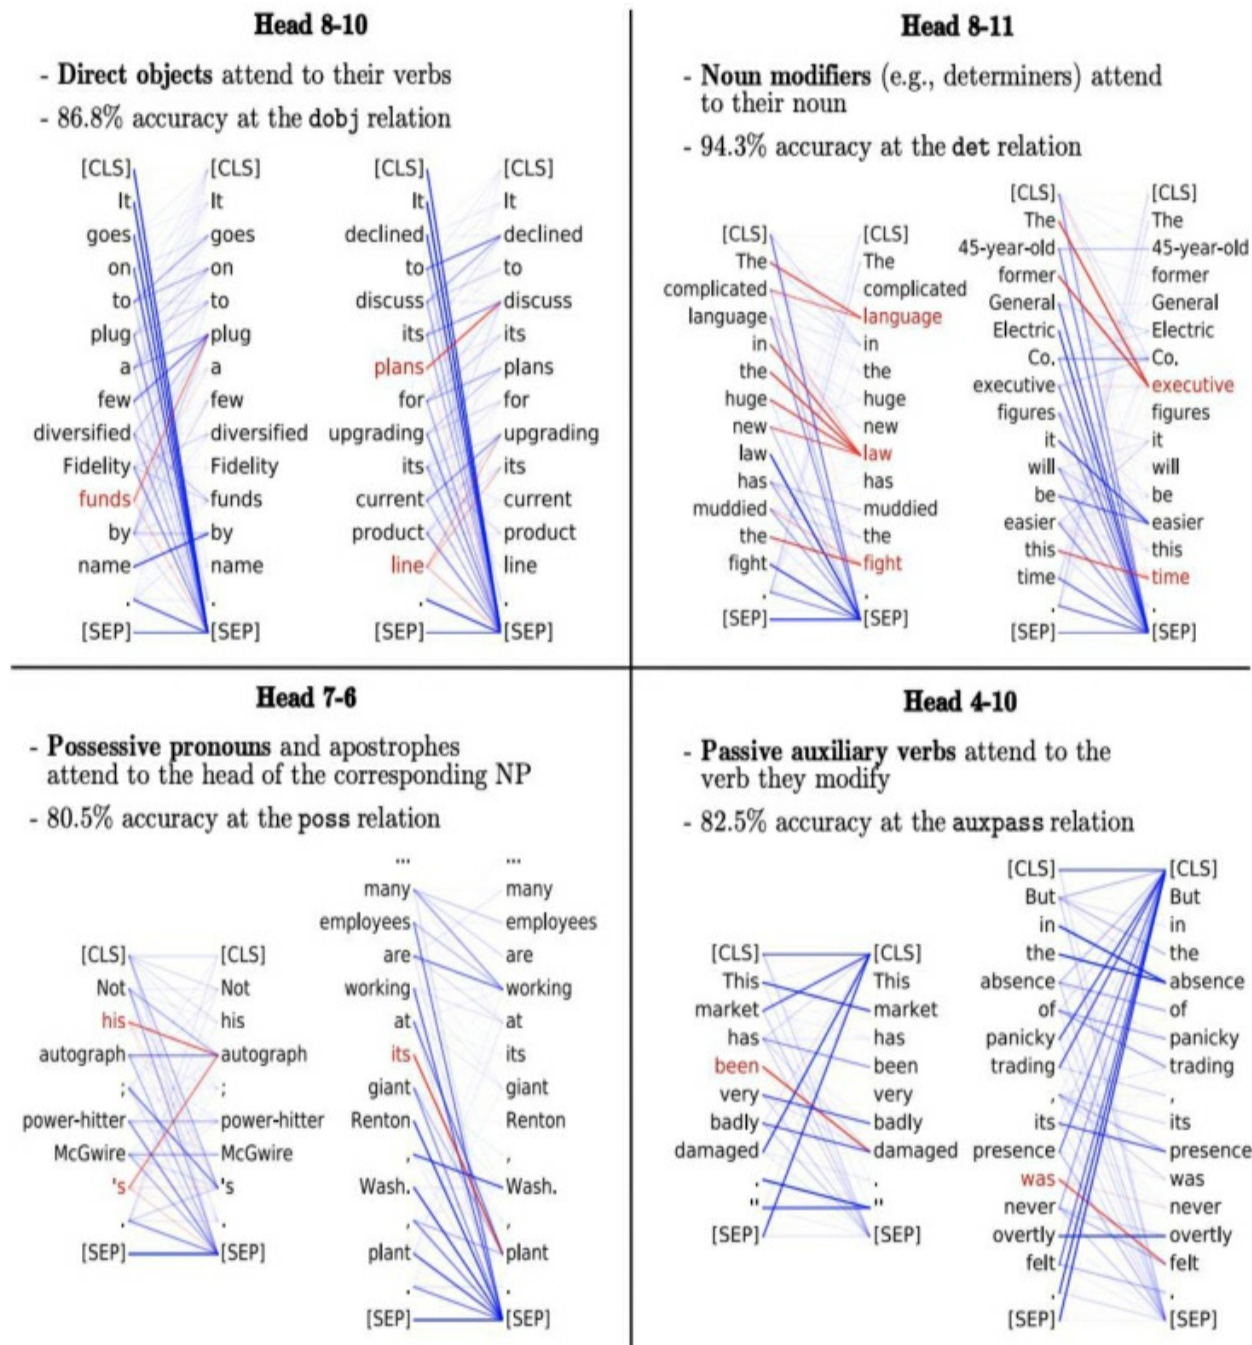 Head 8-10
- Direct objects attend to their verbs
- 86.8% accuracy at the dobj relation
[CLS] [CLS]
It It
goes goes
on on
to to
plug plug
a a
few few
diversified diversified
Fidelity Fidelity
funds funds
by by
name name
. .
[SEP] [SEP]
[CLS] [CLS]
It It
declined declined
to to
discuss discuss
its its
plans plans
for for
upgrading upgrading
its its
current current
product product
line line
. .
[SEP] [SEP]
Head 8-11
- Noun modifiers (e.g., determiners) attend
to their noun
- 94.3% accuracy at the det relation
[CLS] [CLS]
The The
complicated complicated
language language
in in
the the
huge huge
new new
law law
has has
muddied muddied
the the
fight fight
. .
[SEP] [SEP]
[CLS] [CLS]
The The
45-year-old 45-year-old
former former
General General
Electric Electric
Co. Co.
executive executive
figures figures
it it
will will
be be
easier easier
this this
time time
. .
[SEP] [SEP]
Head 7-6
- Possessive pronouns and apostrophes
attend to the head of the corresponding NP
- 80.5% accuracy at the poss relation
[CLS] [CLS]
Not Not
his his
autograph autograph
; ;
power-hitter power-hitter
McGwire McGwire
's 's
. .
[SEP] [SEP]
... ...
many many
employees employees
are are
working working
at at
its its
giant giant
Renton Renton
, ,
Wash. Wash.
, ,
plant plant
. .
[SEP] [SEP]
Head 4-10
- Passive auxiliary verbs attend to the
verb they modify
- 82.5% accuracy at the auxpass relation
[CLS] [CLS]
This This
market market
has has
been been
very very
badly badly
damaged damaged
. .
" "
[SEP] [SEP]
[CLS] [CLS]
But But
in in
the the
absence absence
of of
panicky panicky
trading trading
, ,
its its
presence presence
was was
never never
overtly overtly
felt felt
. .
[SEP] [SEP]